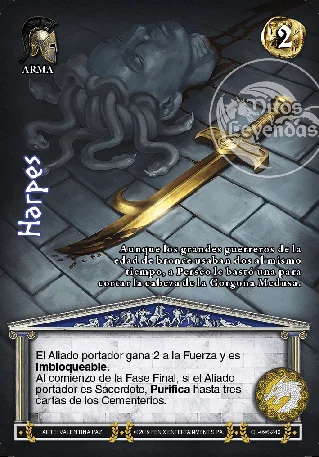 2
ARMA
Mitos
y
Leyendas
Harpes
Aunque los grandes guerreros de la
edad de bronce usaban dos al mismo
tiempo, a Perseo le bastó una para
cortar la cabeza de la Gorgona Medusa.
El Aliado portador gana 2 a la Fuerza y es
Imbloqueable.
Al comienzo de la Fase Final, si el Aliado
portador es Sacerdote, Purifica hasta tres
cartas de los Cementerios.
ARTE: VALENTINA PAZ